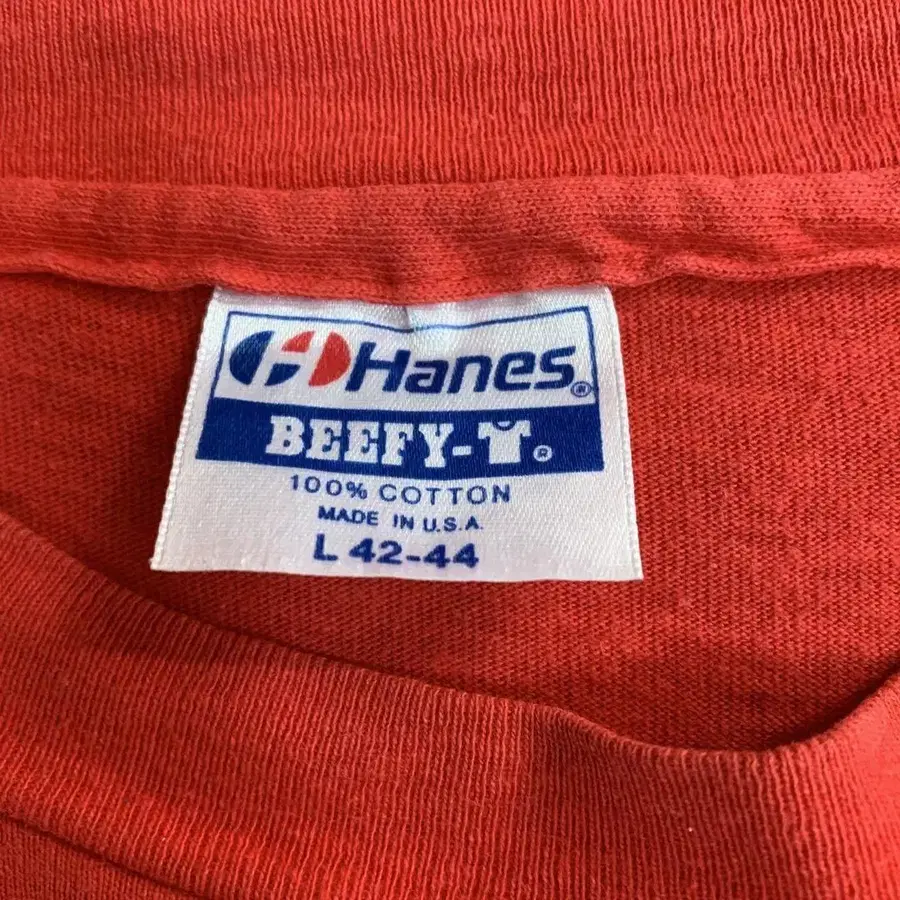 Hanes®
BEEFY-T®
100% COTTON
MADE IN U.S.A.
L 42-44